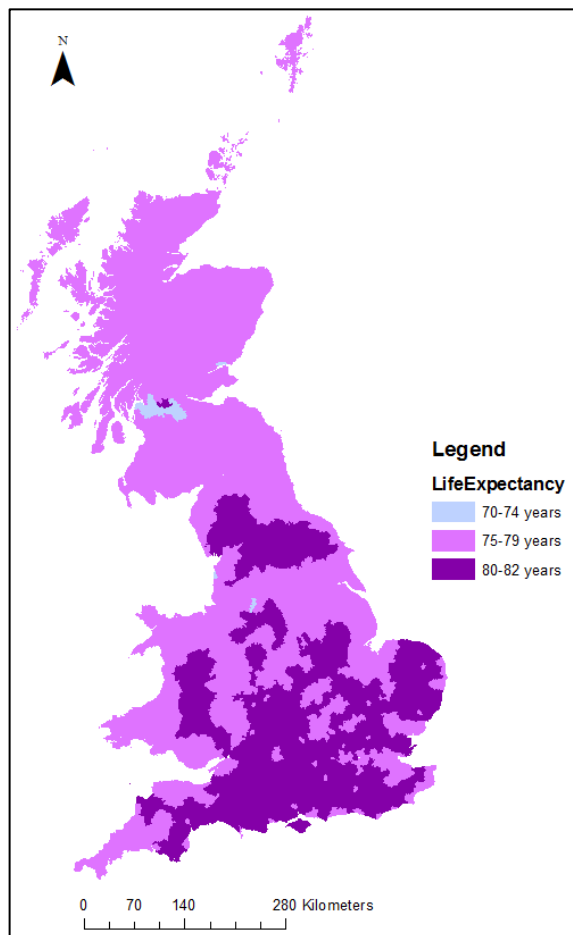 N
Legend
LifeExpectancy
70-74 years
75-79 years
80-82 years
0 70 140 280 Kilometers